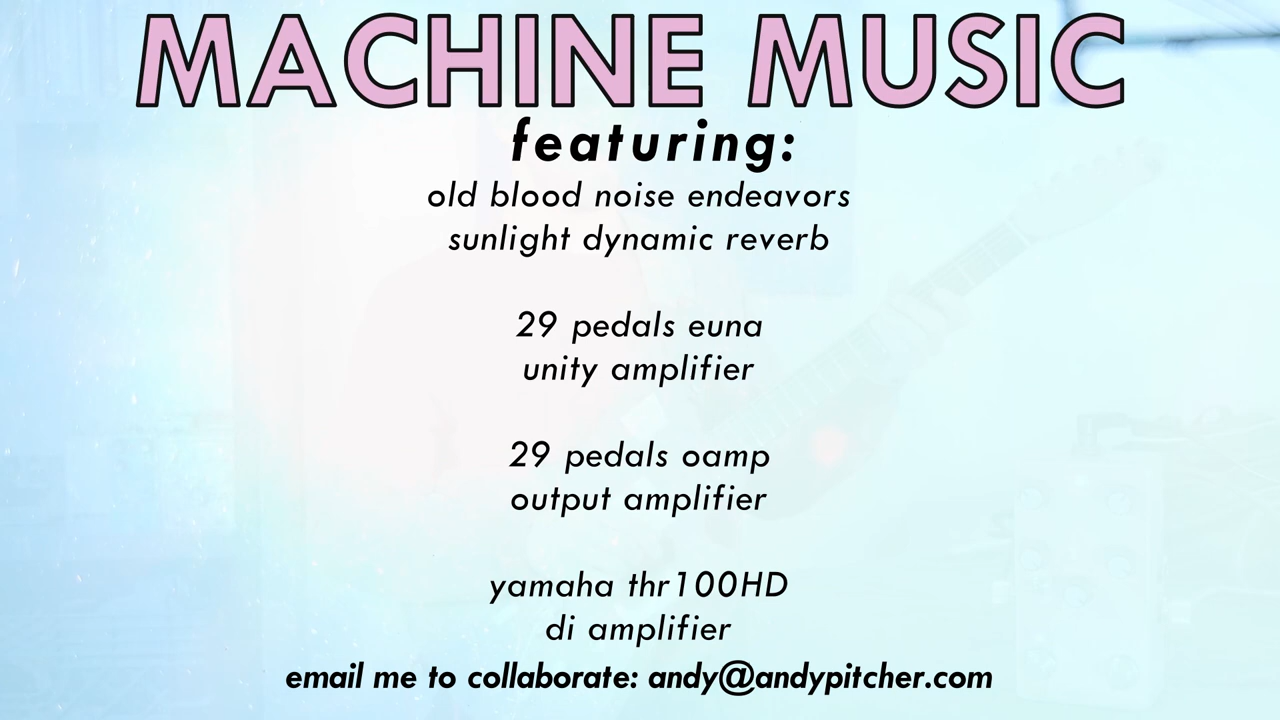 MACHINE MUSIC
featuring:
old blood noise endeavors
sunlight dynamic reverb
29 pedals euna
unity amplifier
29 pedals oamp
output amplifier
yamaha thr100HD
di amplifier
email me to collaborate: andy@andypitcher.com